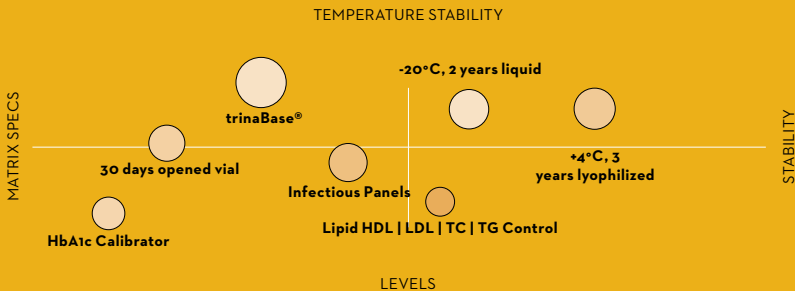 TEMPERATURE STABILITY
-20°C, 2 years liquid
trinaBase®
MATRIX SPECS
STABILITY
30 days opened vial
+4°C, 3
years lyophilized
Infectious Panels
Lipid HDL | LDL | TC | TG Control
HbA1c Calibrator
LEVELS